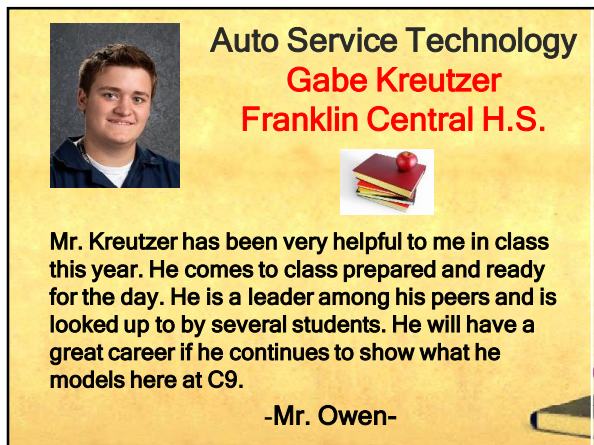 Auto Service Technology
Gabe Kreutzer
Franklin Central H.S.
Mr. Kreutzer has been very helpful to me in class
this year. He comes to class prepared and ready
for the day. He is a leader among his peers and is
looked up to by several students. He will have a
great career if he continues to show what he
models here at C9.
-Mr. Owen-